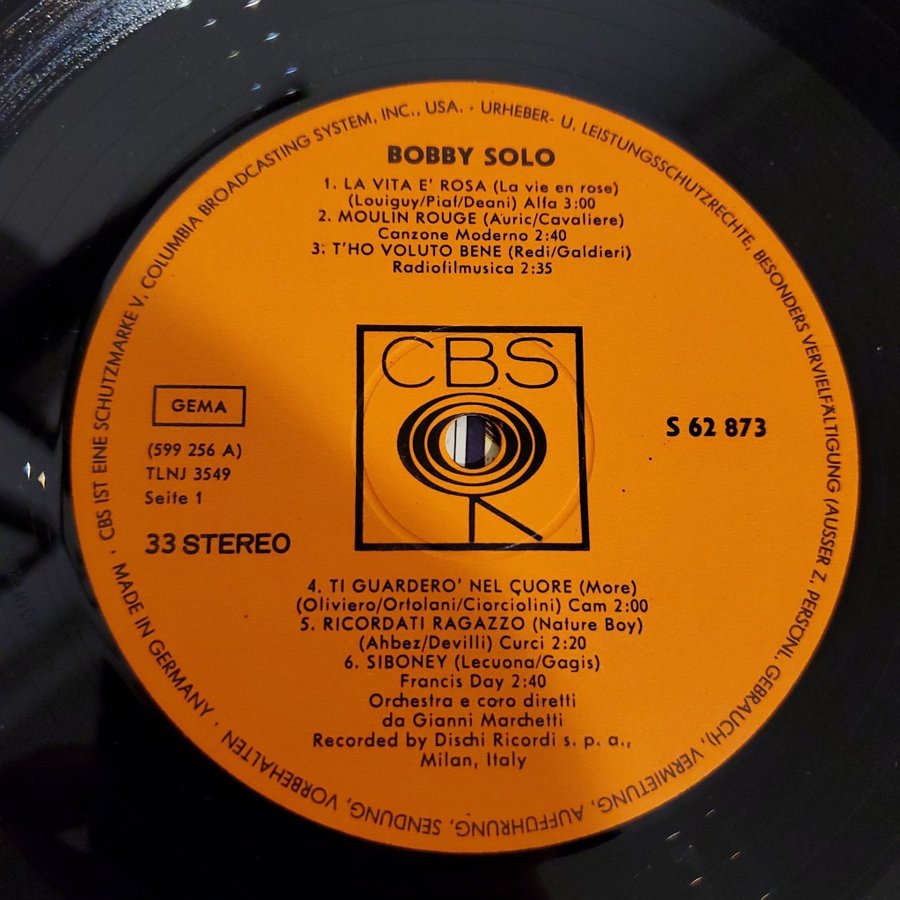 CBS IST EINE SCHUTZMARKE V. COLUMBIA BROADCASTING SYSTEM, INC., USA. · URHEBER- U. LEISTUNGSSCHUTZRECHTE, BESONDERS VERVIELFÄLTIGUNG (AUSSER Z. PERSÖNL. GEBRAUCH), VERMIETUNG, AUFFÜHRUNG, SENDUNG, VORBEHALTEN · MADE IN GERMANY ·
BOBBY SOLO
1. LA VITA E' ROSA (La vie en rose)
(Louiguy/Piaf/Deani) Alfa 3:00
2. MOULIN ROUGE (Auric/Cavaliere)
Canzone Moderno 2:40
3. T'HO VOLUTO BENE (Redi/Galdieri)
Radiofilmusica 2:35
CBS
GEMA
(599 256 A)
TLNJ 3549
Seite 1
33 STEREO
S 62 873
4. TI GUARDERO' NEL CUORE (More)
(Oliviero/Ortolani/Ciorciolini) Cam 2:00
5. RICORDATI RAGAZZO (Nature Boy)
(Ahbez/Devilli) Curci 2:20
6. SIBONEY (Lecuona/Gagis)
Francis Day 2:40
Orchestra e coro diretti
da Gianni Marchetti
Recorded by Dischi Ricordi s. p. a.,
Milan, Italy